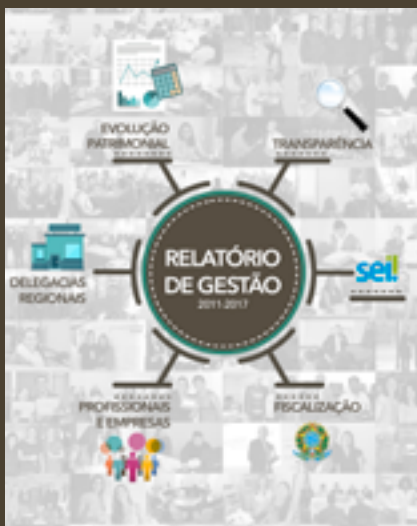 EVOLUÇÃO
PATRIMONIAL
TRANSPARÊNCIA
DELEGACIAS
REGIONAIS
RELATÓRIO
DE GESTÃO
2011-2017
sei!
PROFISSIONAIS
E EMPRESAS
FISCALIZAÇÃO